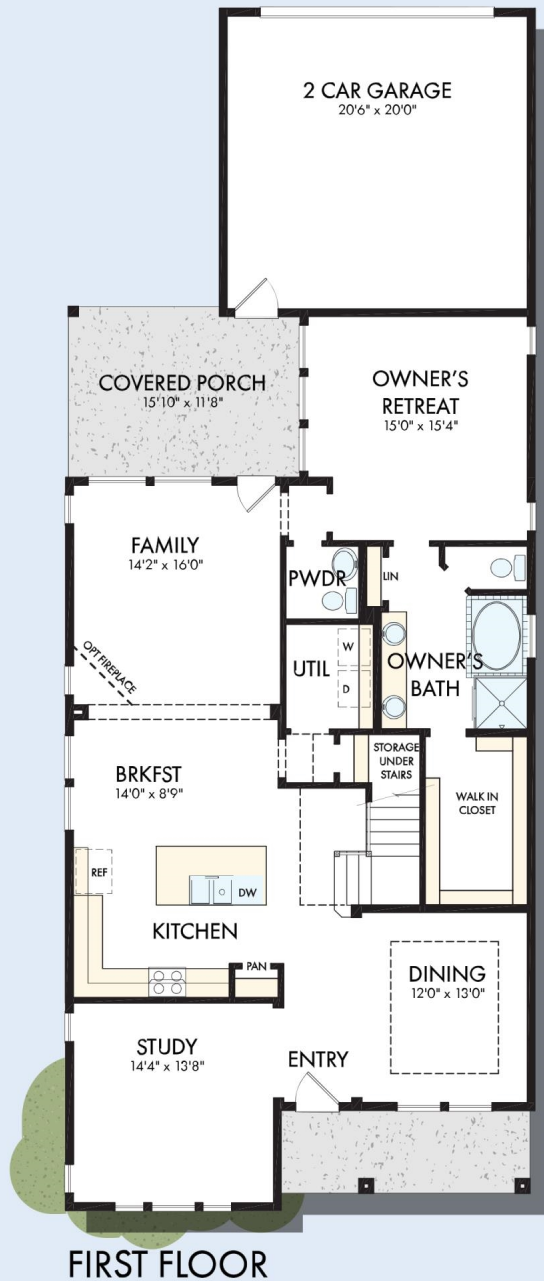 2 CAR GARAGE
20'6" x 20'0"
COVERED PORCH
15'10" x 11'8"
OWNER'S
RETREAT
15'0" x 15'4"
FAMILY
14'2" x 16'0"
PWDR
LIN
OPT FIREPLACE
UTIL
W
D
OWNER'S
BATH
BRKFST
14'0" x 8'9"
STORAGE
UNDER
STAIRS
WALK IN
CLOSET
REF
DW
KITCHEN
PAN
DINING
12'0" x 13'0"
STUDY
14'4" x 13'8"
ENTRY
FIRST FLOOR